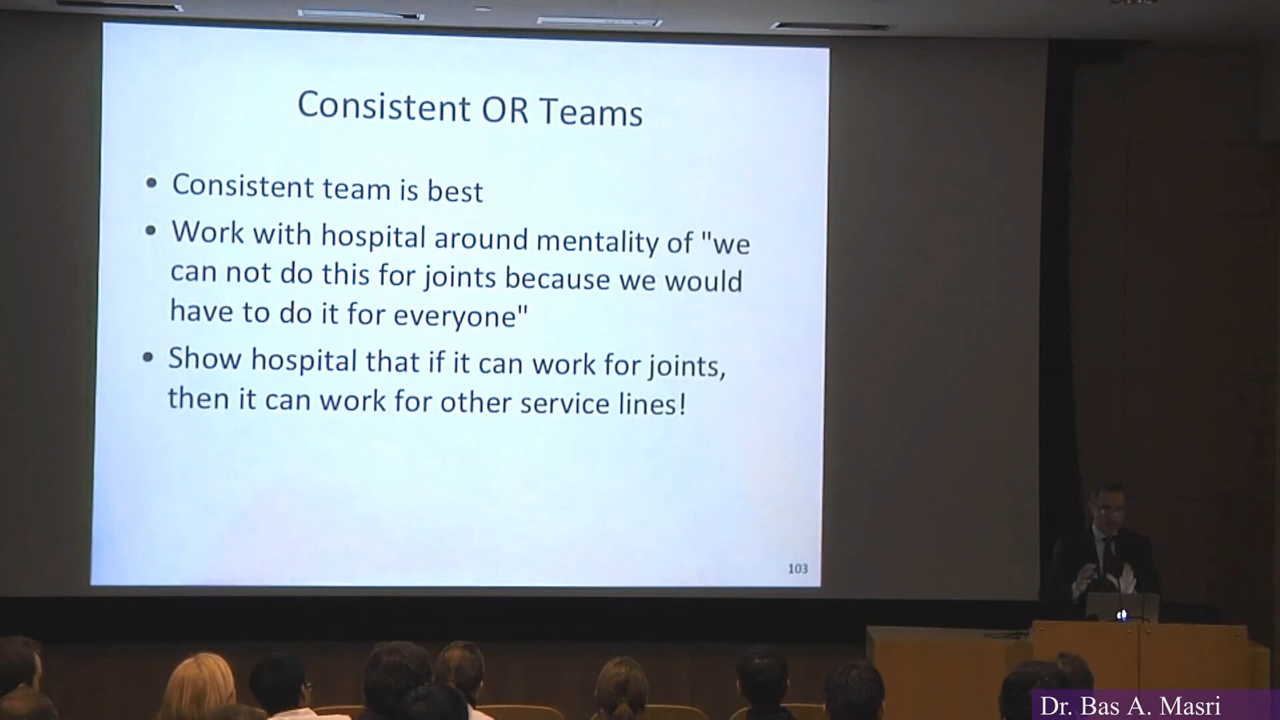 Consistent OR Teams
• Consistent team is best
• Work with hospital around mentality of "we
can not do this for joints because we would
have to do it for everyone"
• Show hospital that if it can work for joints,
then it can work for other service lines!
103
Dr. Bas A. Masri